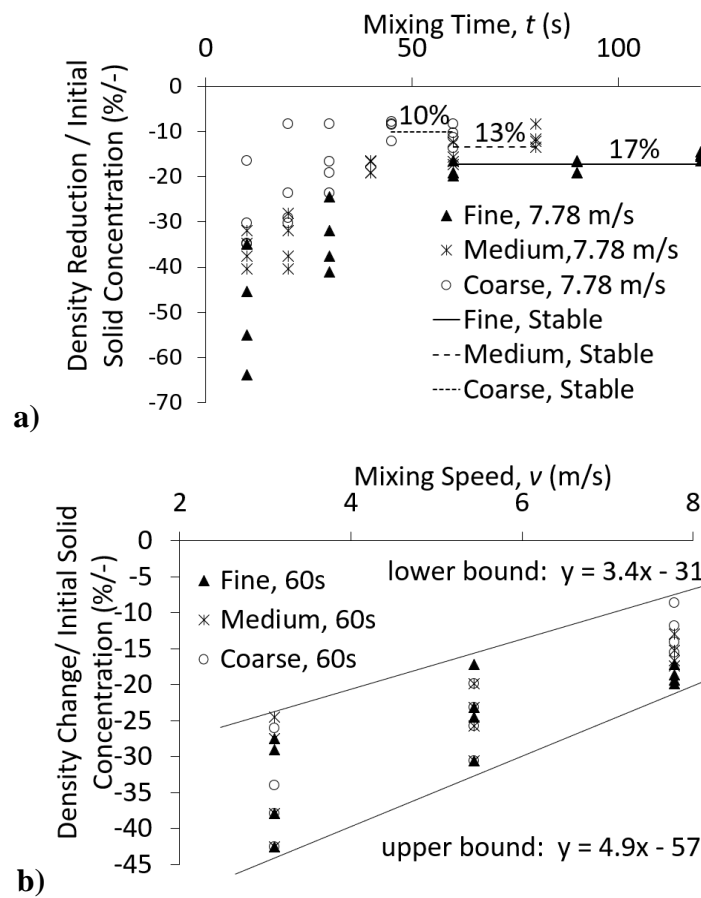 Mixing Time, t (s)
0 50 100
Density Reduction / Initial
Solid Concentration (%/-)
0
-10
-20
-30
-40
-50
-60
-70
10%
13%
17%
Fine, 7.78 m/s
Medium,7.78 m/s
Coarse, 7.78 m/s
Fine, Stable
Medium, Stable
Coarse, Stable
a)
Mixing Speed, v (m/s)
2 4 6 8
Density Change/ Initial Solid
Concentration (%/-)
0
-5
-10
-15
-20
-25
-30
-35
-40
-45
lower bound: y = 3.4x - 31
Fine, 60s
Medium, 60s
Coarse, 60s
upper bound: y = 4.9x - 57
b)